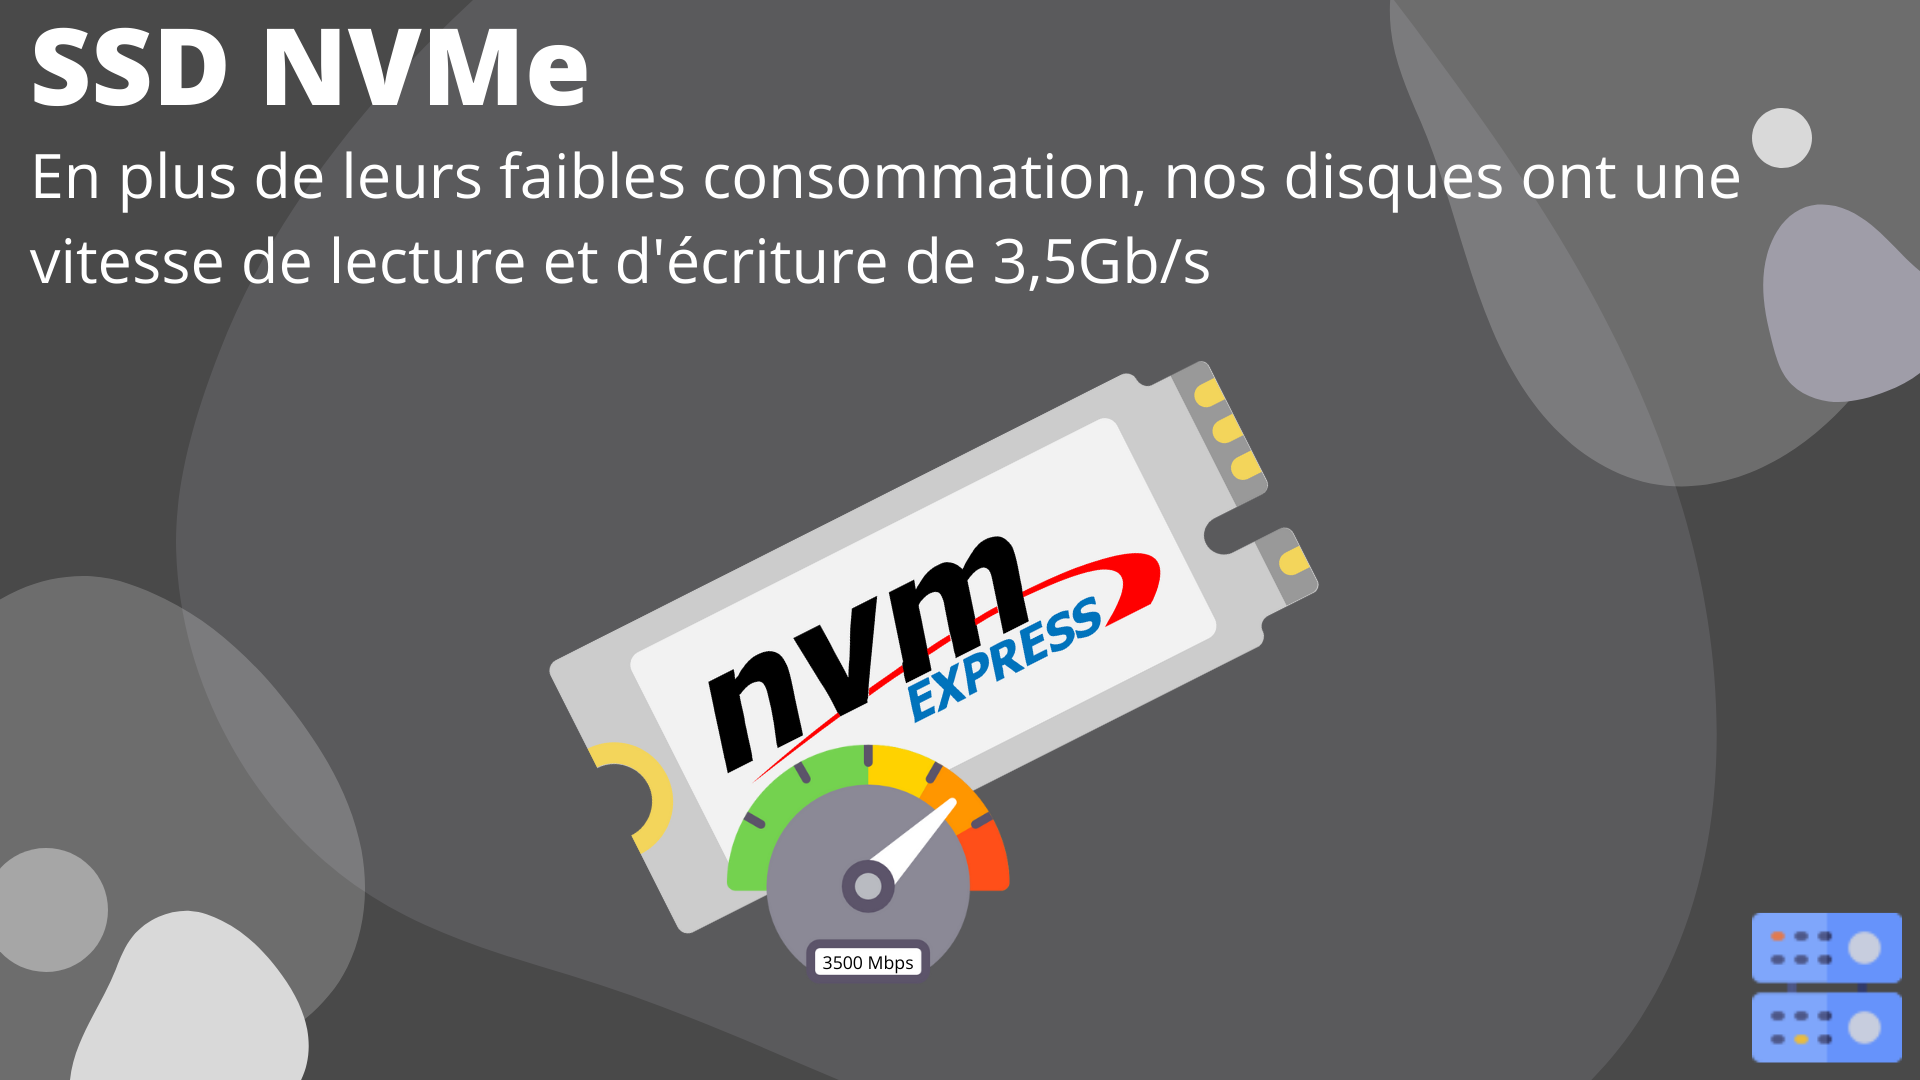 SSD NVMe
En plus de leurs faibles consommation, nos disques ont une
vitesse de lecture et d'écriture de 3,5Gb/s
nvm
EXPRESS
3500 Mbps